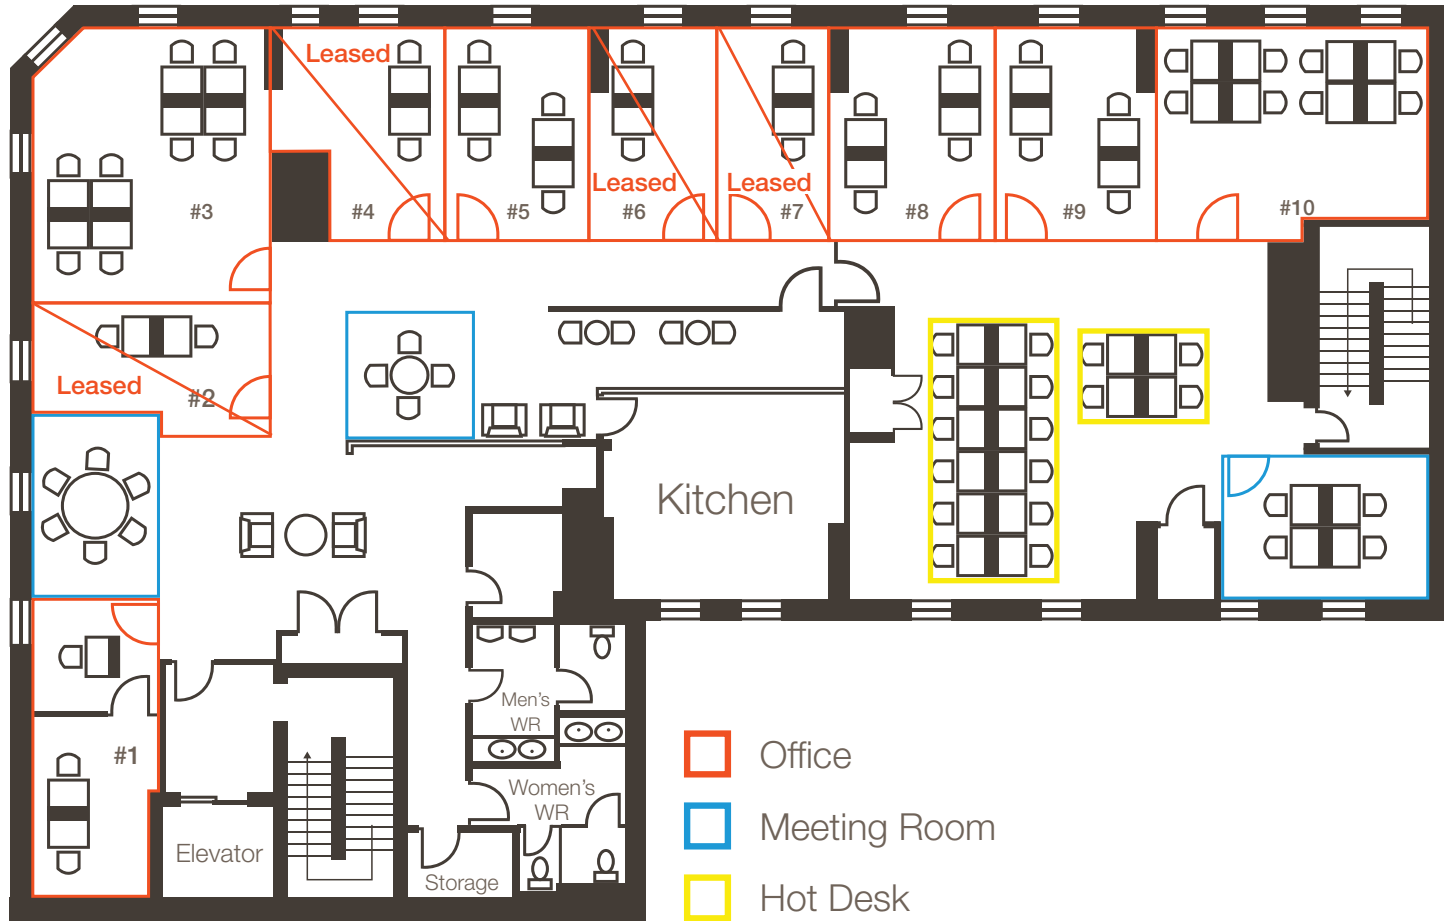 Leased
#3
#4
#5
Leased
#6
Leased
#7
#8
#9
#10
Leased
#2
Kitchen
#1
Men's
WR
Women's
WR
Elevator
Storage
Office
Meeting Room
Hot Desk